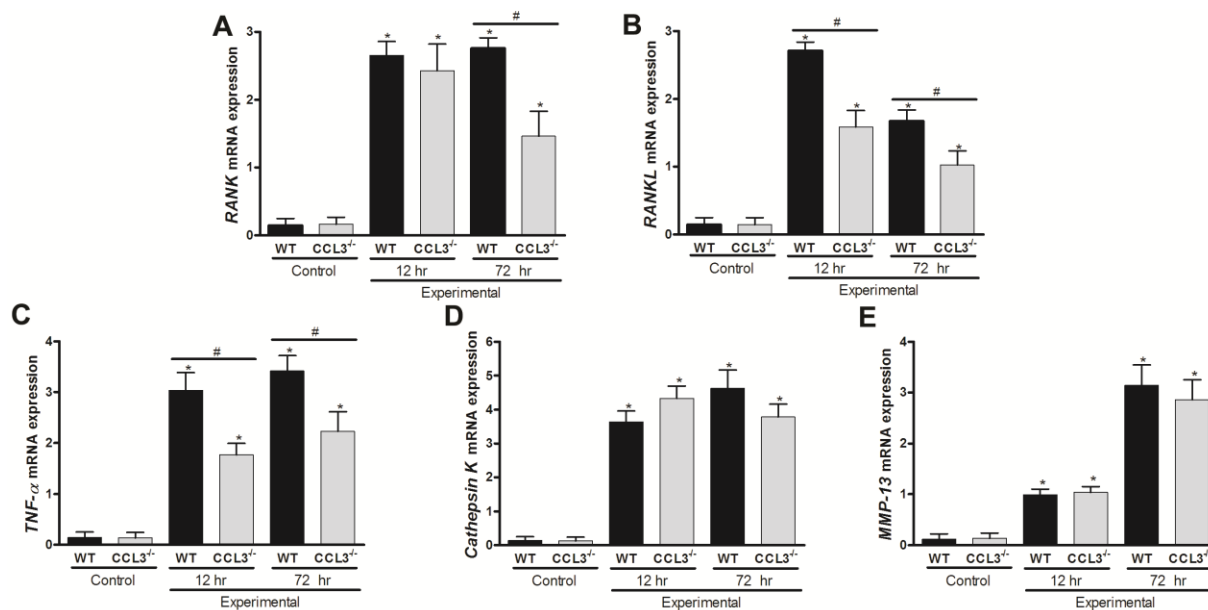 A
RANK mRNA expression
3
2
1
0
#
* * * *
WT CCL3-/- WT CCL3-/- WT CCL3-/-
Control 12 hr 72 hr
Experimental
B
RANKL mRNA expression
3
2
1
0
# #
* * * *
WT CCL3-/- WT CCL3-/- WT CCL3-/-
Control 12 hr 72 hr
Experimental
C
TNF-α mRNA expression
4
3
2
1
0
# #
* * * *
WT CCL3-/- WT CCL3-/- WT CCL3-/-
Control 12 hr 72 hr
Experimental
D
Cathepsin K mRNA expression
6
5
4
3
2
1
0
* * * *
WT CCL3-/- WT CCL3-/- WT CCL3-/-
Control 12 hr 72 hr
Experimental
E
MMP-13 mRNA expression
4
3
2
1
0
* * * *
WT CCL3-/- WT CCL3-/- WT CCL3-/-
Control 12 hr 72 hr
Experimental